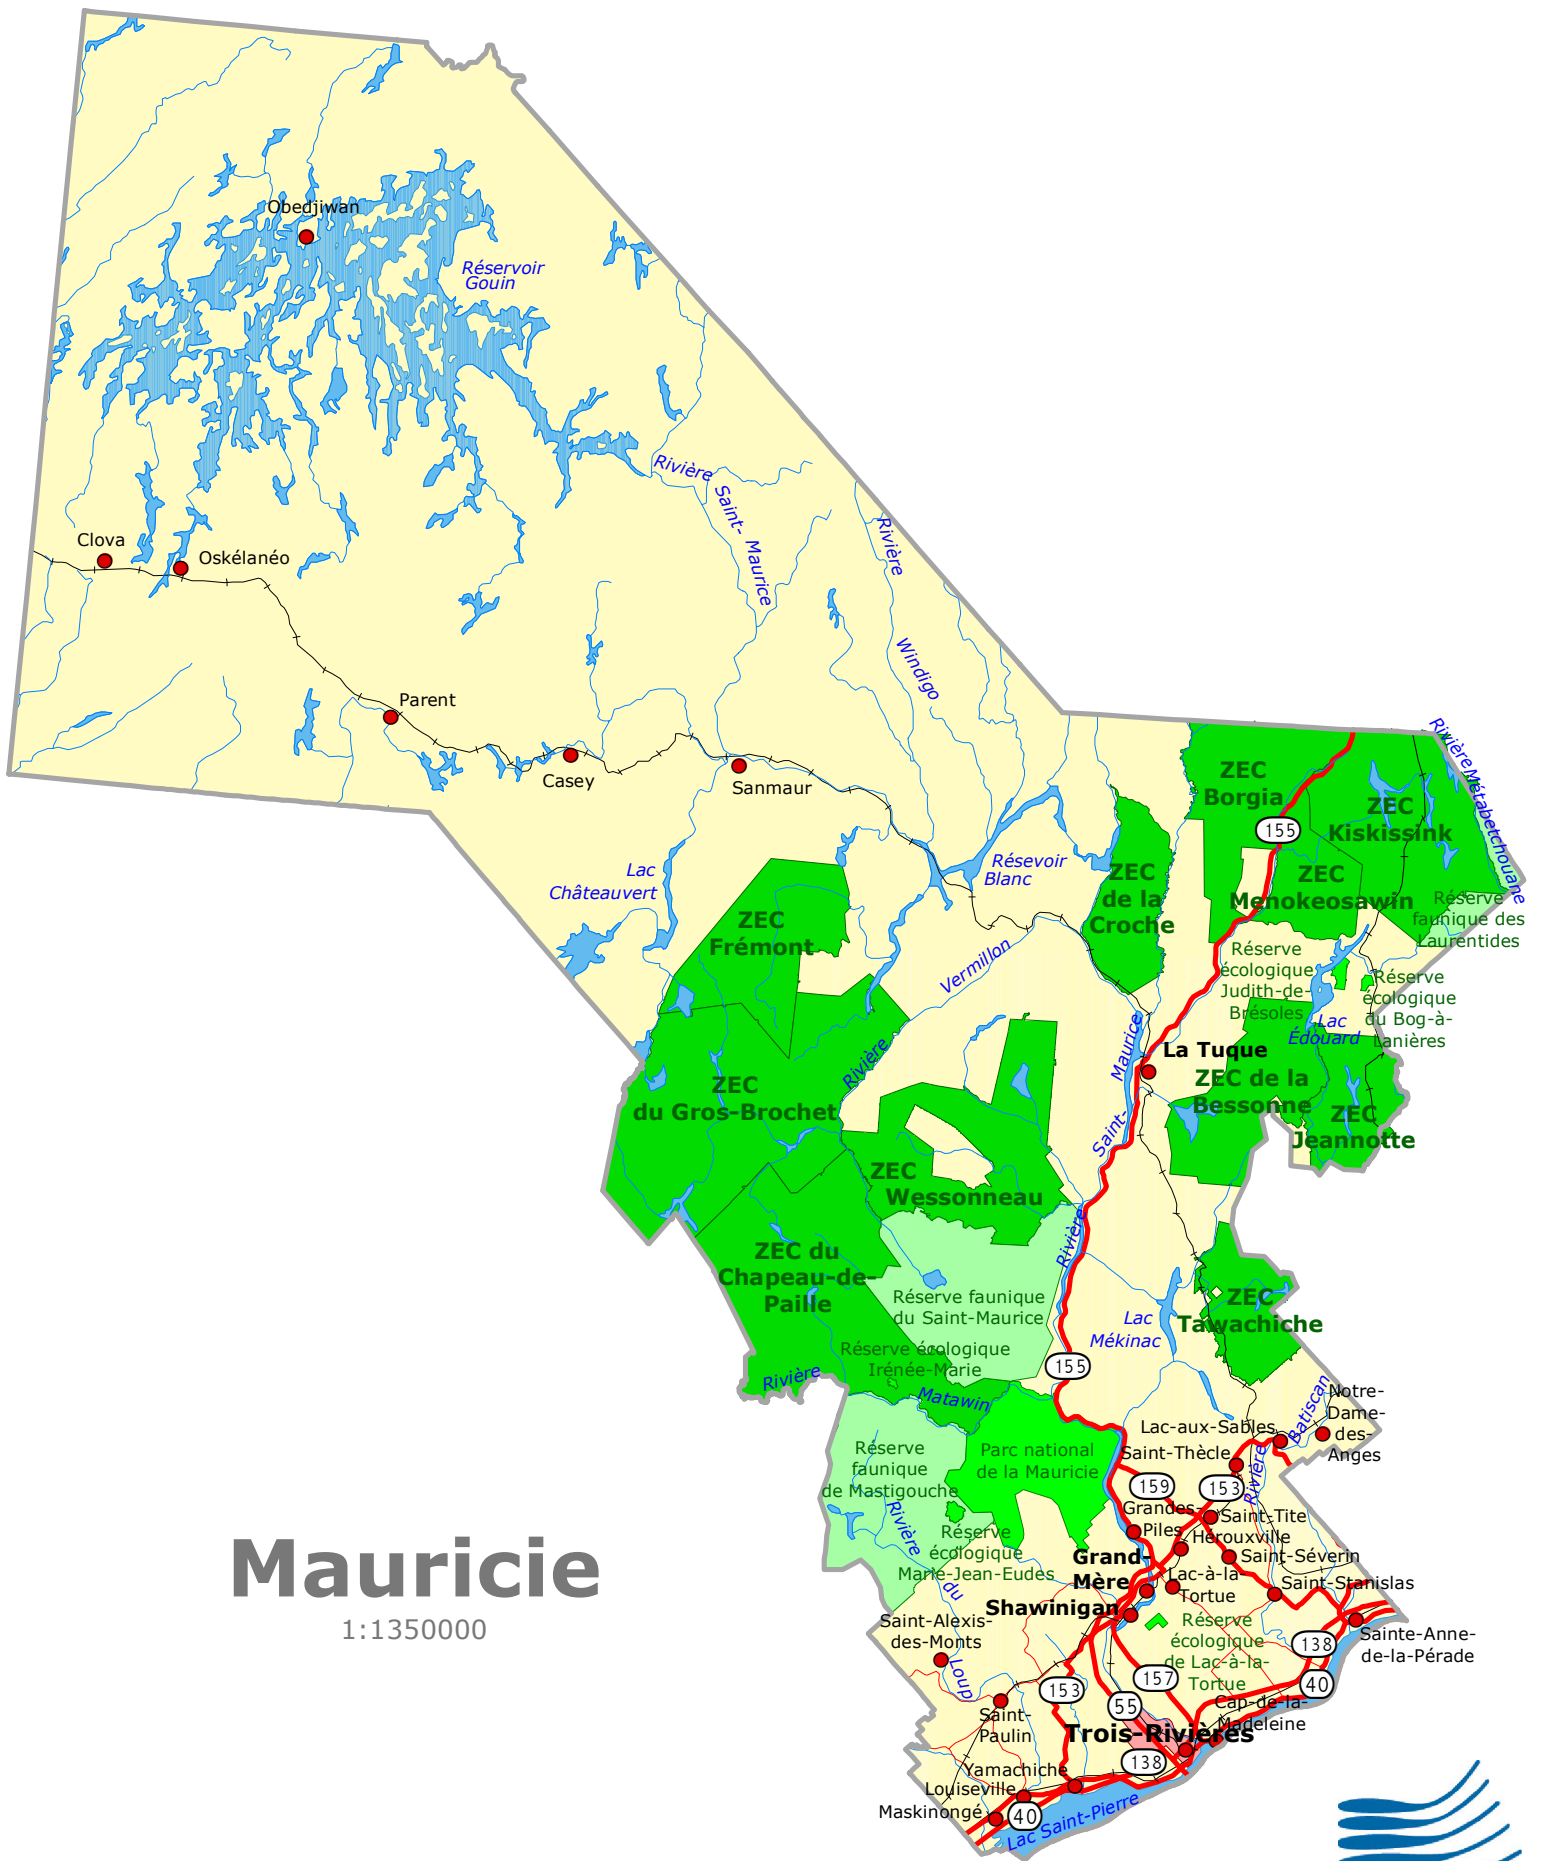 Obedjiwan
Réservoir
Gouin
Rivière
Saint-
Maurice
Rivière
Windigo
Clova
Oskélanéo
Parent
Casey
Sanmaur
Lac
Châteauvert
Résevoir
Blanc
Rivière Métabetchouane
ZEC
Borgia
155
ZEC
Kiskissink
ZEC
Menokeosawin
ZEC
de la
Croche
Réserve
faunique des
Laurentides
ZEC
Frémont
Vermillon
Rivière
Réserve
écologique
Judith-de-
Brésoles
Réserve
écologique
du Bog-à-
Lanières
Lac
Édouard
La Tuque
ZEC de la
Bessonne
ZEC
Jeannotte
ZEC
du Gros-Brochet
Maurice
Saint-
Rivière
ZEC
Wessonneau
ZEC du
Chapeau-de-
Paille
Réserve faunique
du Saint-Maurice
Réserve écologique
Irénée-Marie
Lac
Mékinac
ZEC
Tawachiche
155
Rivière
Matawin
Notre-
Dame-
des-
Anges
Batiscan
Rivière
Lac-aux-Sables
Saint-Thècle
Réserve
faunique
de Mastigouche
Parc national
de la Mauricie
159
153
Grandes-
Piles
Saint-Tite
Hérouxville
Saint-Séverin
Rivière
du
Loup
Réserve
écologique
Marie-Jean-Eudes
Grand-
Mère
Lac-à-la-
Tortue
Saint-Stanislas
Shawinigan
Mauricie
1:1350000
Saint-Alexis-
des-Monts
Réserve
écologique
de Lac-à-la-
Tortue
138
Sainte-Anne-
de-la-Pérade
40
157
153
55
Saint-
Paulin
Cap-de-la-
Madeleine
Trois-Rivières
138
Yamachiche
Louiseville
Maskinongé
40
Lac Saint-Pierre